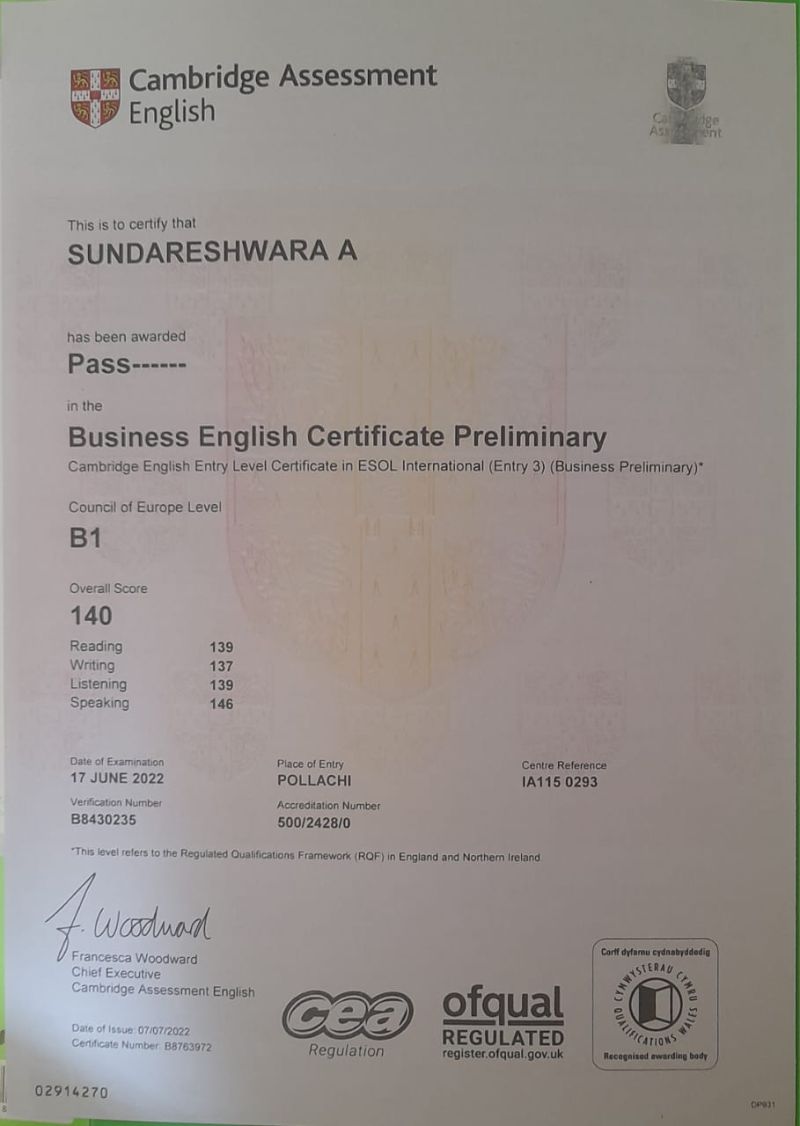 Cambridge Assessment
English
Cambridge
Assessment
This is to certify that
SUNDARESHWARA A
has been awarded
Pass------
in the
Business English Certificate Preliminary
Cambridge English Entry Level Certificate in ESOL International (Entry 3) (Business Preliminary)*
Council of Europe Level
B1
Overall Score
140
Reading 139
Writing 137
Listening 139
Speaking 146
Date of Examination
17 JUNE 2022
Place of Entry
POLLACHI
Centre Reference
IA115 0293
Verification Number
B8430235
Accreditation Number
500/2428/0
*This level refers to the Regulated Qualifications Framework (RQF) in England and Northern Ireland
F. Woodward
Francesca Woodward
Chief Executive
Cambridge Assessment English
Date of Issue 07/07/2022
Certificate Number B8763972
cea
Regulation
ofqual
REGULATED
register.ofqual.gov.uk
Corff dyfarnu cydnabyddedig
CYMWYSTERAU CYMRU
QUALIFICATIONS WALES
Recognised awarding body
02914270
DP931